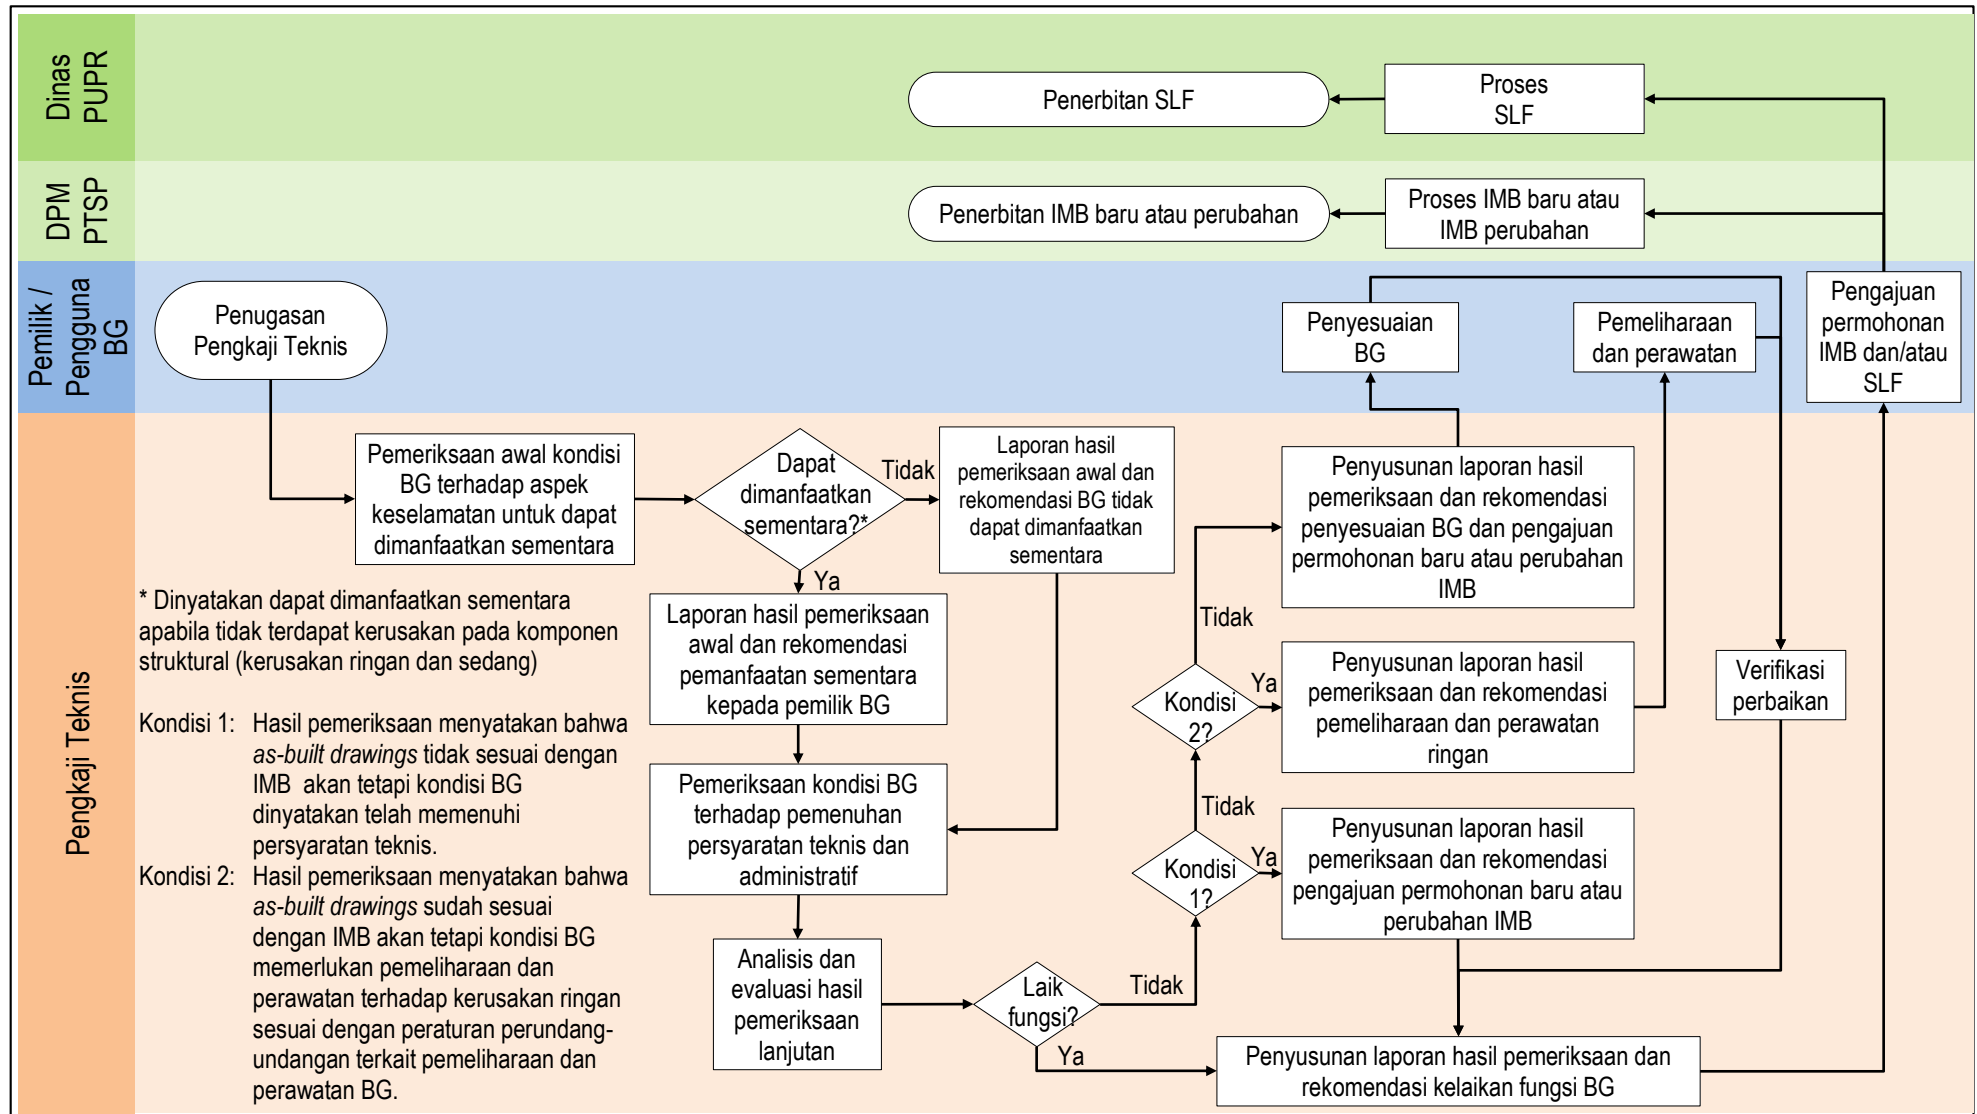 Dinas
PUPR
Penerbitan SLF
Proses
SLF
DPM
PTSP
Penerbitan IMB baru atau perubahan
Proses IMB baru atau
IMB perubahan
Pemilik /
Pengguna
BG
Penugasan
Pengkaji Teknis
Penyesuaian
BG
Pemeliharaan
dan perawatan
Pengajuan
permohonan
IMB dan/atau
SLF
Pengkaji Teknis
Pemeriksaan awal kondisi
BG terhadap aspek
keselamatan untuk dapat
dimanfaatkan sementara
Dapat
dimanfaatkan
sementara?*
Tidak
Laporan hasil
pemeriksaan awal dan
rekomendasi BG tidak
dapat dimanfaatkan
sementara
Ya
Laporan hasil pemeriksaan
awal dan rekomendasi
pemanfaatan sementara
kepada pemilik BG
Pemeriksaan kondisi BG
terhadap pemenuhan
persyaratan teknis dan
administratif
Analisis dan
evaluasi hasil
pemeriksaan
lanjutan
Laik
fungsi?
Tidak
Ya
Kondisi
1?
Ya
Tidak
Kondisi
2?
Ya
Tidak
Penyusunan laporan hasil
pemeriksaan dan rekomendasi
penyesuaian BG dan pengajuan
permohonan baru atau perubahan
IMB
Penyusunan laporan hasil
pemeriksaan dan rekomendasi
pemeliharaan dan perawatan
ringan
Penyusunan laporan hasil
pemeriksaan dan rekomendasi
pengajuan permohonan baru atau
perubahan IMB
Verifikasi
perbaikan
Penyusunan laporan hasil pemeriksaan dan
rekomendasi kelaikan fungsi BG
* Dinyatakan dapat dimanfaatkan sementara
apabila tidak terdapat kerusakan pada komponen
struktural (kerusakan ringan dan sedang)
Kondisi 1: Hasil pemeriksaan menyatakan bahwa
as-built drawings tidak sesuai dengan
IMB akan tetapi kondisi BG
dinyatakan telah memenuhi
persyaratan teknis.
Kondisi 2: Hasil pemeriksaan menyatakan bahwa
as-built drawings sudah sesuai
dengan IMB akan tetapi kondisi BG
memerlukan pemeliharaan dan
perawatan terhadap kerusakan ringan
sesuai dengan peraturan perundang-
undangan terkait pemeliharaan dan
perawatan BG.